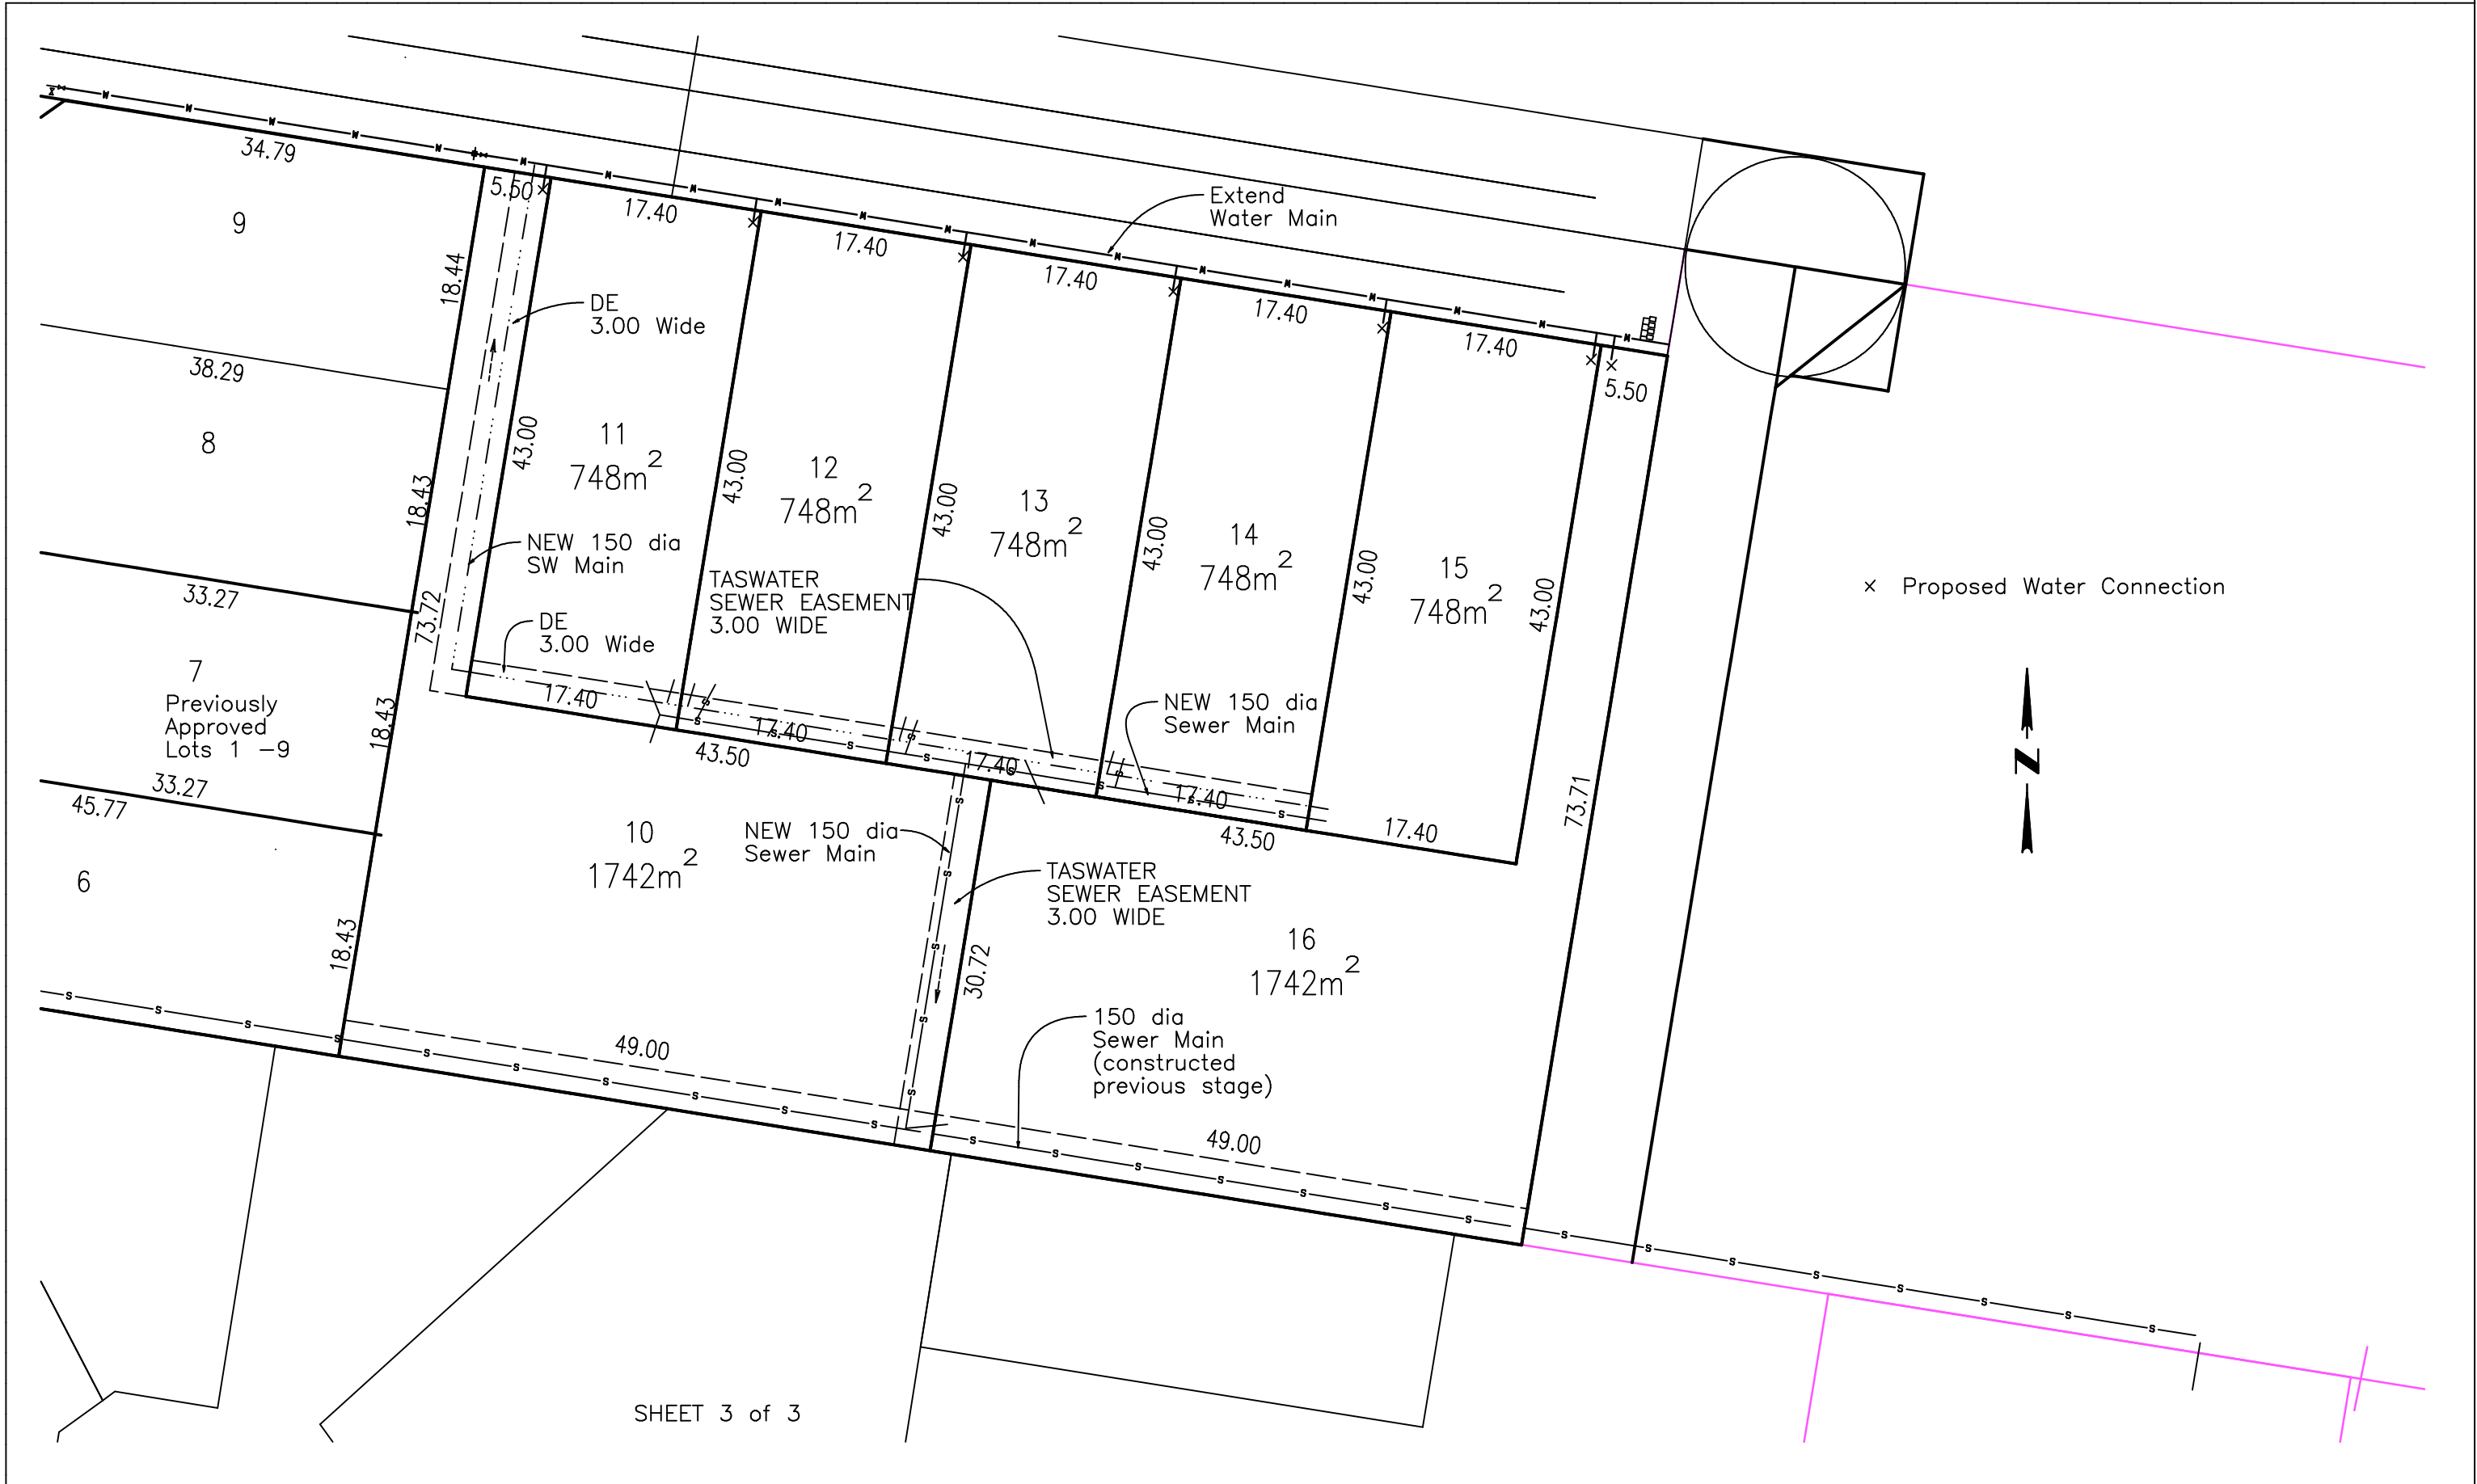 34.79
5.50
17.40
17.40
17.40
17.40
17.40
5.50
Extend
Water Main
9
18.44
DE
3.00 Wide
38.29
8
18.43
43.00
11
748m²
43.00
12
748m²
43.00
13
748m²
43.00
14
748m²
43.00
15
748m²
43.00
NEW 150 dia
SW Main
TASWATER
SEWER EASEMENT
3.00 WIDE
x Proposed Water Connection
33.27
73.72
DE
3.00 Wide
7
Previously
Approved
Lots 1 -9
18.43
17.40
17.40
17.40
17.40
17.40
43.50
43.50
NEW 150 dia
Sewer Main
N
73.71
33.27
45.77
6
10
1742m²
NEW 150 dia
Sewer Main
TASWATER
SEWER EASEMENT
3.00 WIDE
18.43
30.72
16
1742m²
150 dia
Sewer Main
(constructed
previous stage)
49.00
49.00
SHEET 3 of 3